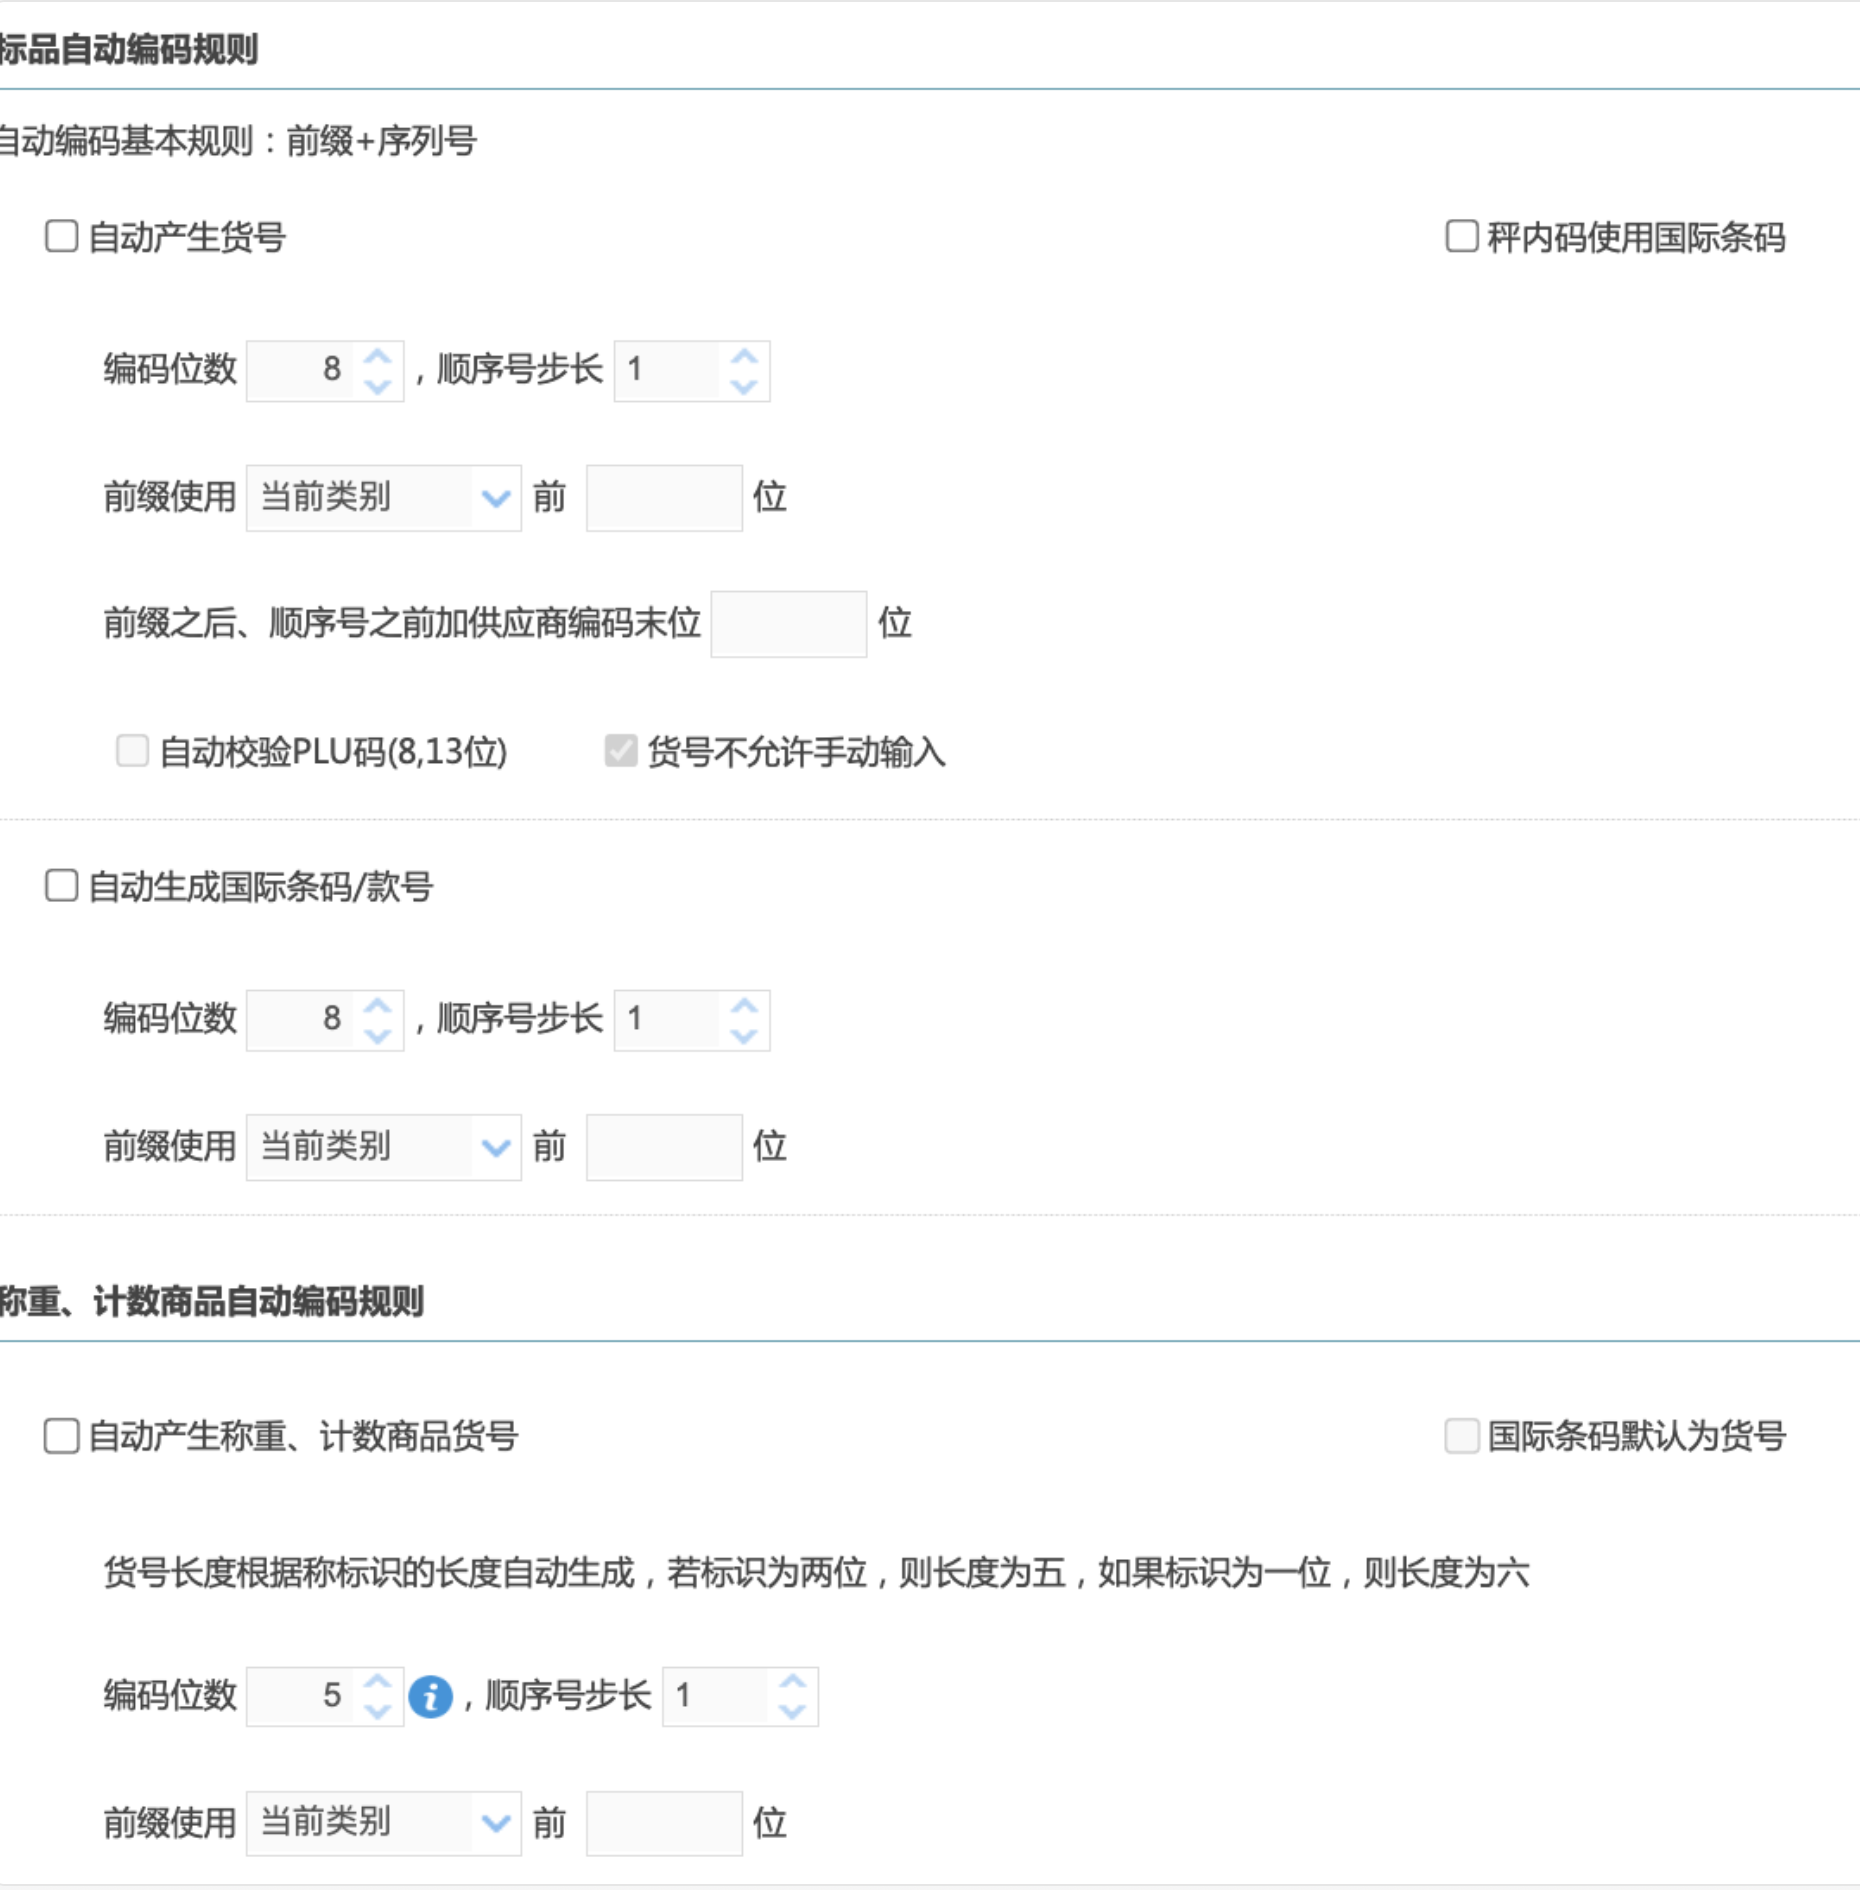 标品自动编码规则
自动编码基本规则：前缀+序列号
自动产生货号 秤内码使用国际条码
编码位数 8 ，顺序号步长 1
前缀使用 当前类别 前 位
前缀之后、顺序号之前加供应商编码末位 位
自动校验PLU码(8,13位) 货号不允许手动输入
自动生成国际条码/款号
编码位数 8 ，顺序号步长 1
前缀使用 当前类别 前 位
称重、计数商品自动编码规则
自动产生称重、计数商品货号 国际条码默认为货号
货号长度根据称标识的长度自动生成，若标识为两位，则长度为五，如果标识为一位，则长度为六
编码位数 5 i ，顺序号步长 1
前缀使用 当前类别 前 位